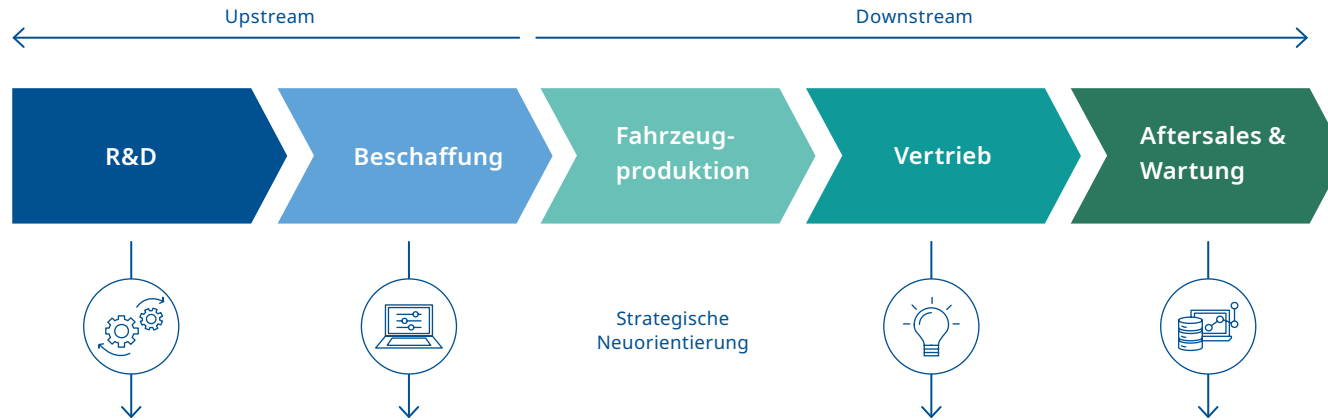 Upstream
Downstream
R&D
Beschaffung
Fahrzeug-
produktion
Vertrieb
Aftersales &
Wartung
Strategische
Neuorientierung